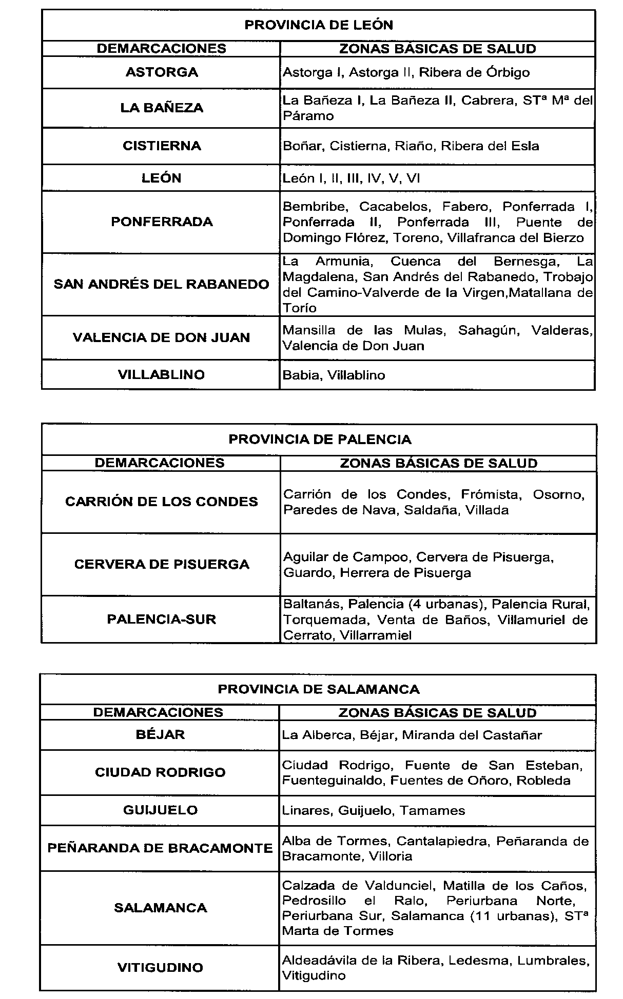 PROVINCIA DE LEÓN
DEMARCACIONES ZONAS BÁSICAS DE SALUD
ASTORGA Astorga I, Astorga II, Ribera de Órbigo
LA BAÑEZA
La Bañeza I, La Bañeza II, Cabrera, STª Mª del
Páramo
CISTIERNA Boñar, Cistierna, Riaño, Ribera del Esla
LEÓN León I, II, III, IV, V, VI
PONFERRADA
Bembribe, Cacabelos, Fabero, Ponferrada I,
Ponferrada II, Ponferrada III, Puente de
Domingo Flórez, Toreno, Villafranca del Bierzo
SAN ANDRÉS DEL RABANEDO
La Armunia, Cuenca del Bernesga, La
Magdalena, San Andrés del Rabanedo, Trobajo
del Camino-Valverde de la Virgen,Matallana de
Torío
VALENCIA DE DON JUAN
Mansilla de las Mulas, Sahagún, Valderas,
Valencia de Don Juan
VILLABLINO Babia, Villablino
PROVINCIA DE PALENCIA
DEMARCACIONES ZONAS BÁSICAS DE SALUD
CARRIÓN DE LOS CONDES
Carrión de los Condes, Frómista, Osorno,
Paredes de Nava, Saldaña, Villada
CERVERA DE PISUERGA
Aguilar de Campoo, Cervera de Pisuerga,
Guardo, Herrera de Pisuerga
PALENCIA-SUR
Baltanás, Palencia (4 urbanas), Palencia Rural,
Torquemada, Venta de Baños, Villamuriel de
Cerrato, Villarramiel
PROVINCIA DE SALAMANCA
DEMARCACIONES ZONAS BÁSICAS DE SALUD
BÉJAR La Alberca, Béjar, Miranda del Castañar
CIUDAD RODRIGO
Ciudad Rodrigo, Fuente de San Esteban,
Fuenteguinaldo, Fuentes de Oñoro, Robleda
GUIJUELO Linares, Guijuelo, Tamames
PEÑARANDA DE BRACAMONTE
Alba de Tormes, Cantalapiedra, Peñaranda de
Bracamonte, Villoria
SALAMANCA
Calzada de Valdunciel, Matilla de los Caños,
Pedrosillo el Ralo, Periurbana Norte,
Periurbana Sur, Salamanca (11 urbanas), STª
Marta de Tormes
VITIGUDINO
Aldeadávila de la Ribera, Ledesma, Lumbrales,
Vitigudino